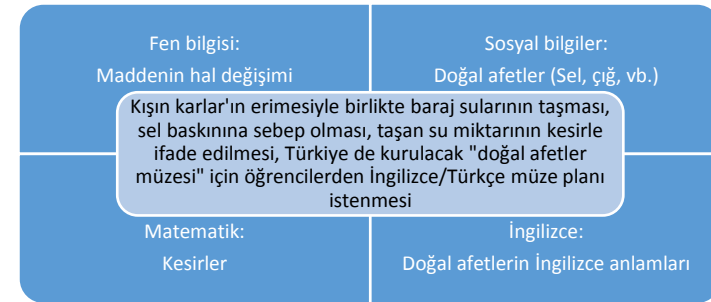 Fen bilgisi:
Maddenin hal değişimi
Sosyal bilgiler:
Doğal afetler (Sel, çığ, vb.)
Kışın karlar'ın erimesiyle birlikte baraj sularının taşması,
sel baskınına sebep olması, taşan su miktarının kesirle
ifade edilmesi, Türkiye de kurulacak "doğal afetler
müzesi" için öğrencilerden İngilizce/Türkçe müze planı
istenmesi
Matematik:
Kesirler
İngilizce:
Doğal afetlerin İngilizce anlamları